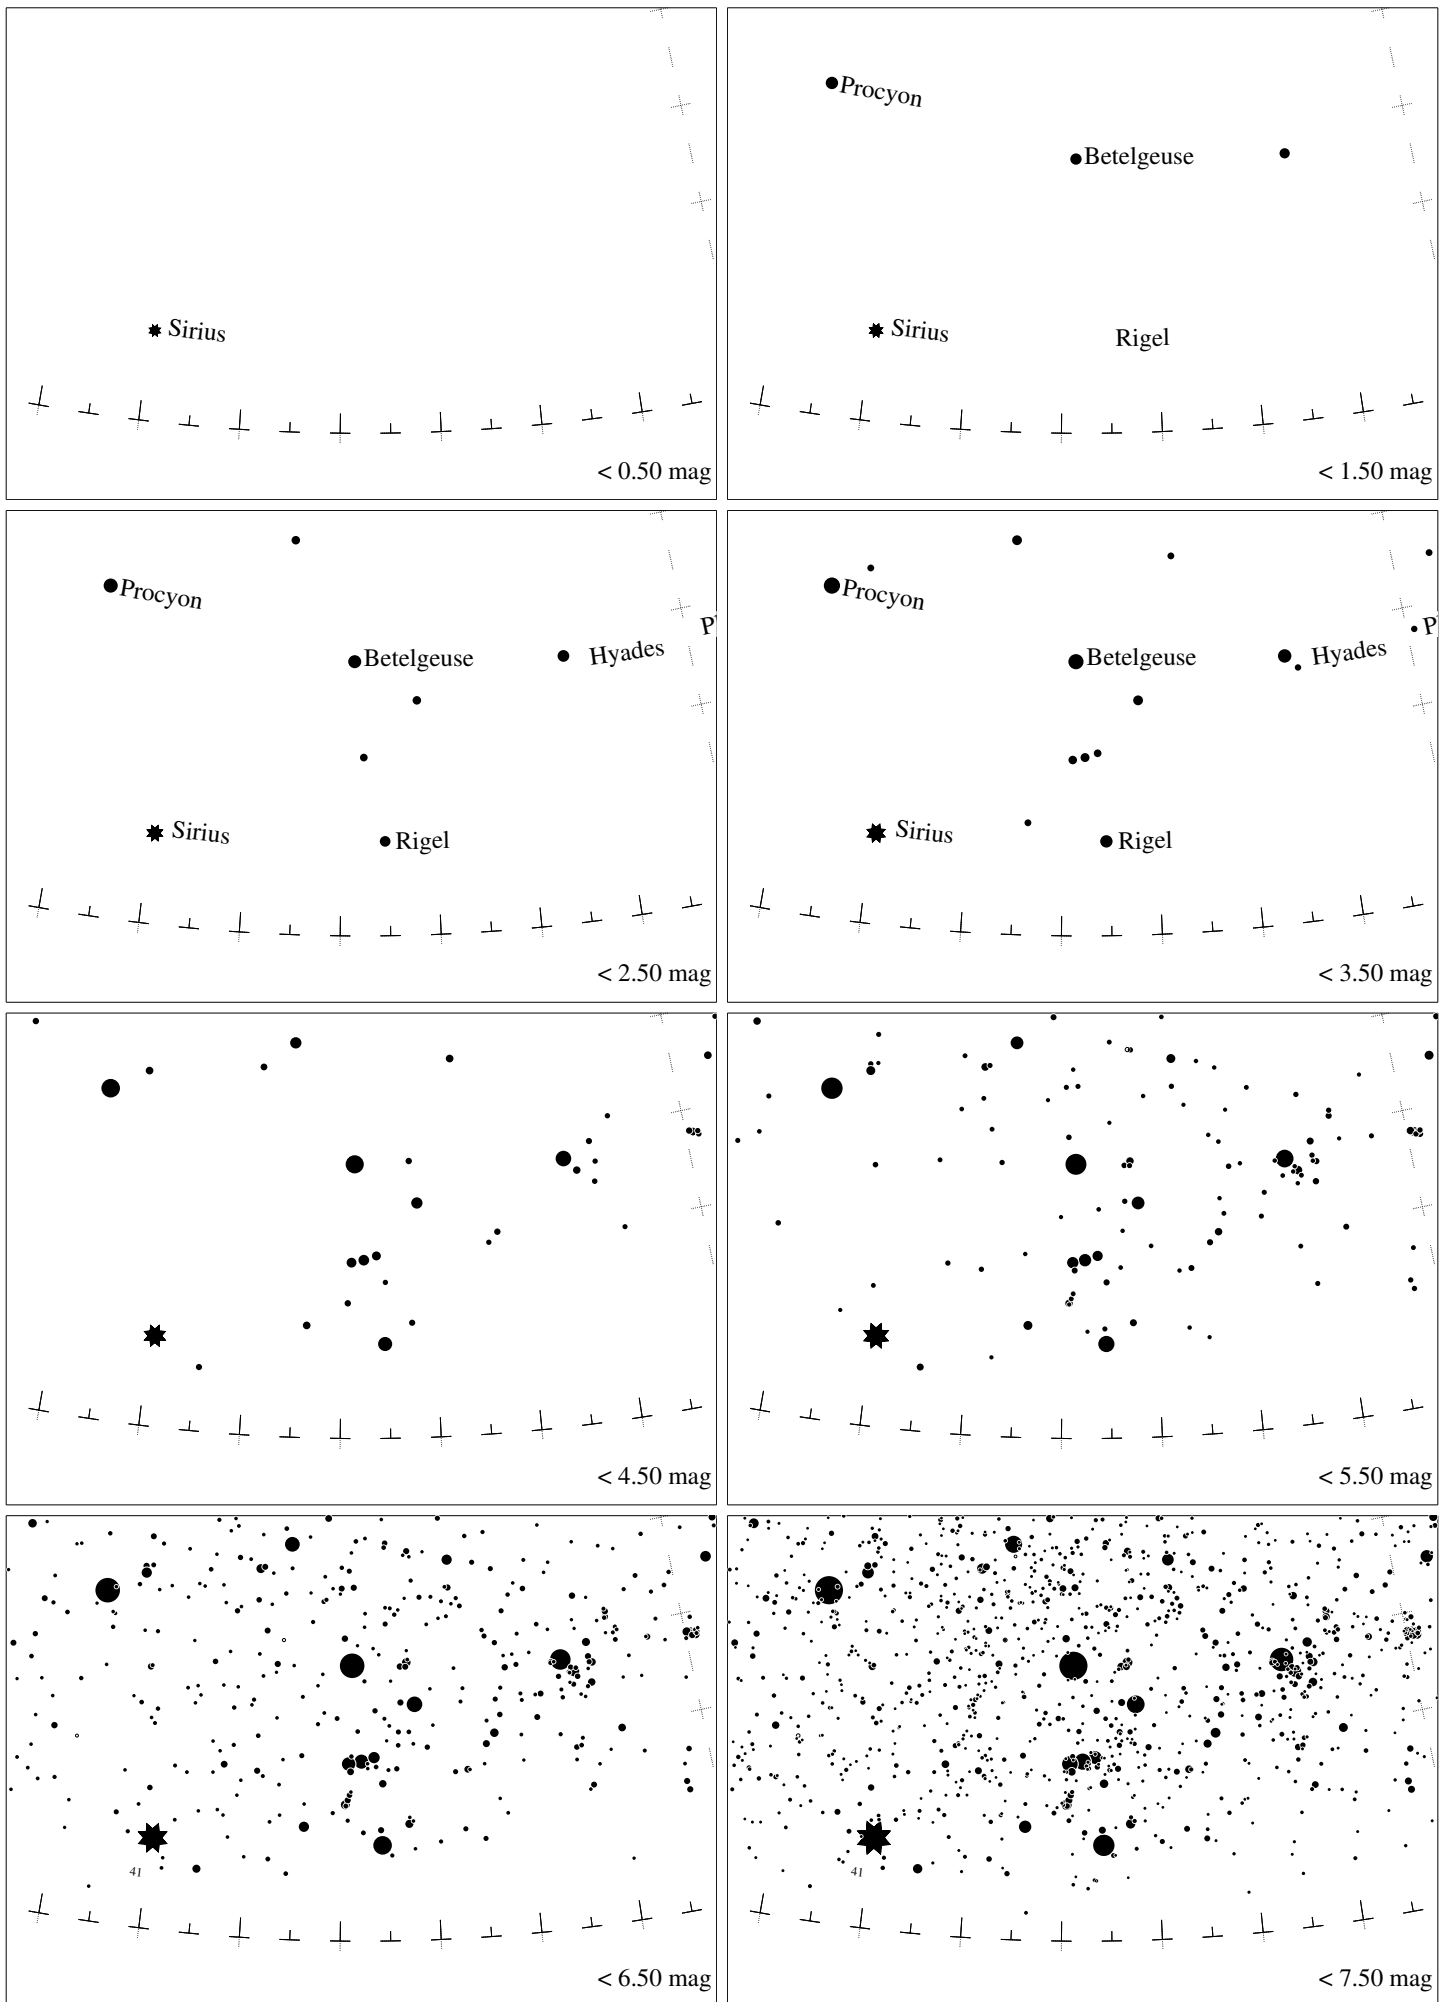 Sirius
< 0.50 mag
Procyon
Betelgeuse
Sirius
Rigel
< 1.50 mag
Procyon
P
Betelgeuse
Hyades
Sirius
Rigel
< 2.50 mag
Procyon
P
Betelgeuse
Hyades
Sirius
Rigel
< 3.50 mag
< 4.50 mag
< 5.50 mag
41
< 6.50 mag
41
< 7.50 mag